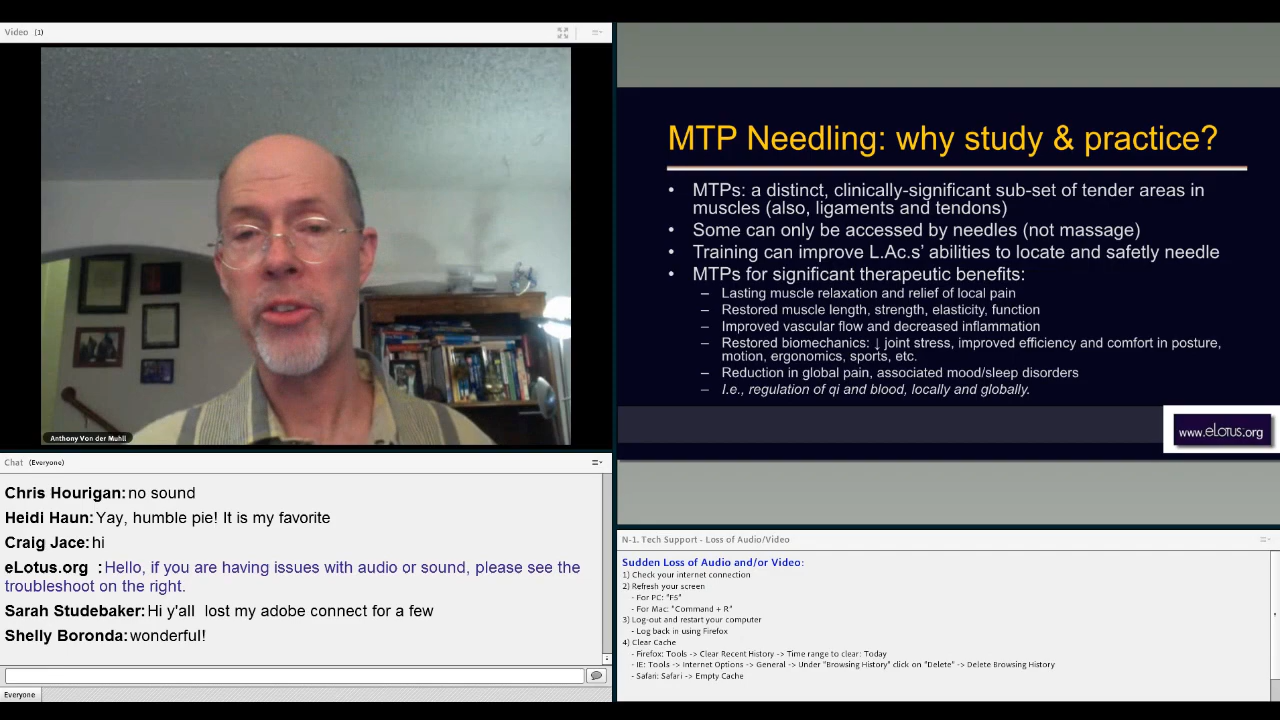 Video (1)
Anthony Von der Muhll
MTP Needling: why study & practice?
• MTPs: a distinct, clinically-significant sub-set of tender areas in
muscles (also, ligaments and tendons)
• Some can only be accessed by needles (not massage)
• Training can improve L.Ac.s’ abilities to locate and safetly needle
• MTPs for significant therapeutic benefits:
– Lasting muscle relaxation and relief of local pain
– Restored muscle length, strength, elasticity, function
– Improved vascular flow and decreased inflammation
– Restored biomechanics: ↓ joint stress, improved efficiency and comfort in posture,
motion, ergonomics, sports, etc.
– Reduction in global pain, associated mood/sleep disorders
– I.e., regulation of qi and blood, locally and globally.
www.eLotus.org
Chat (Everyone)
Chris Hourigan: no sound
Heidi Haun: Yay, humble pie! It is my favorite
Craig Jace: hi
eLotus.org : Hello, if you are having issues with audio or sound, please see the
troubleshoot on the right.
Sarah Studebaker: Hi y'all lost my adobe connect for a few
Shelly Boronda: wonderful!
Everyone
N-1. Tech Support - Loss of Audio/Video
Sudden Loss of Audio and/or Video:
1) Check your internet connection
2) Refresh your screen
- For PC: "F5"
- For Mac: "Command + R"
3) Log-out and restart your computer
- Log back in using Firefox
4) Clear Cache
- Firefox: Tools -> Clear Recent History -> Time range to clear: Today
- IE: Tools -> Internet Options -> General -> Under "Browsing History" click on "Delete" -> Delete Browsing History
- Safari: Safari -> Empty Cache